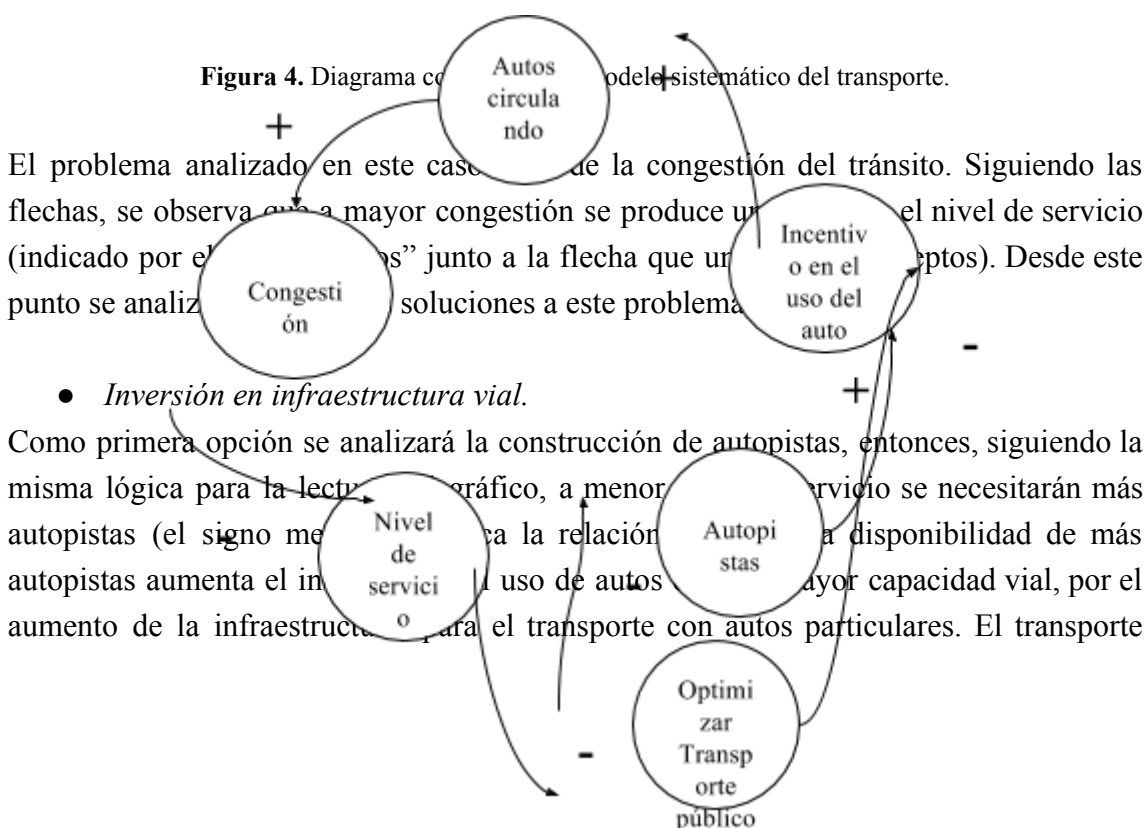 Figura 4. Diagrama co odelo sistemático del transporte.
Autos
circula
ndo
+
+
El problema analizado en este caso de la congestión del tránsito. Siguiendo las
flechas, se observa que a mayor congestión se produce un el nivel de servicio
(indicado por el os” junto a la flecha que un eptos). Desde este
punto se analiz soluciones a este problema
Congesti
ón
Incentiv
o en el
uso del
auto
-
+
● Inversión en infraestructura vial.
Como primera opción se analizará la construcción de autopistas, entonces, siguiendo la
misma lógica para la lectu gráfico, a menor ervicio se necesitarán más
autopistas (el signo me ca la relación a disponibilidad de más
autopistas aumenta el in l uso de autos ayor capacidad vial, por el
aumento de la infraestructu para el transporte con autos particulares. El transporte
Nivel
de
servici
o
-
Autopi
stas
-
Optimi
zar
Transp
orte
público
-